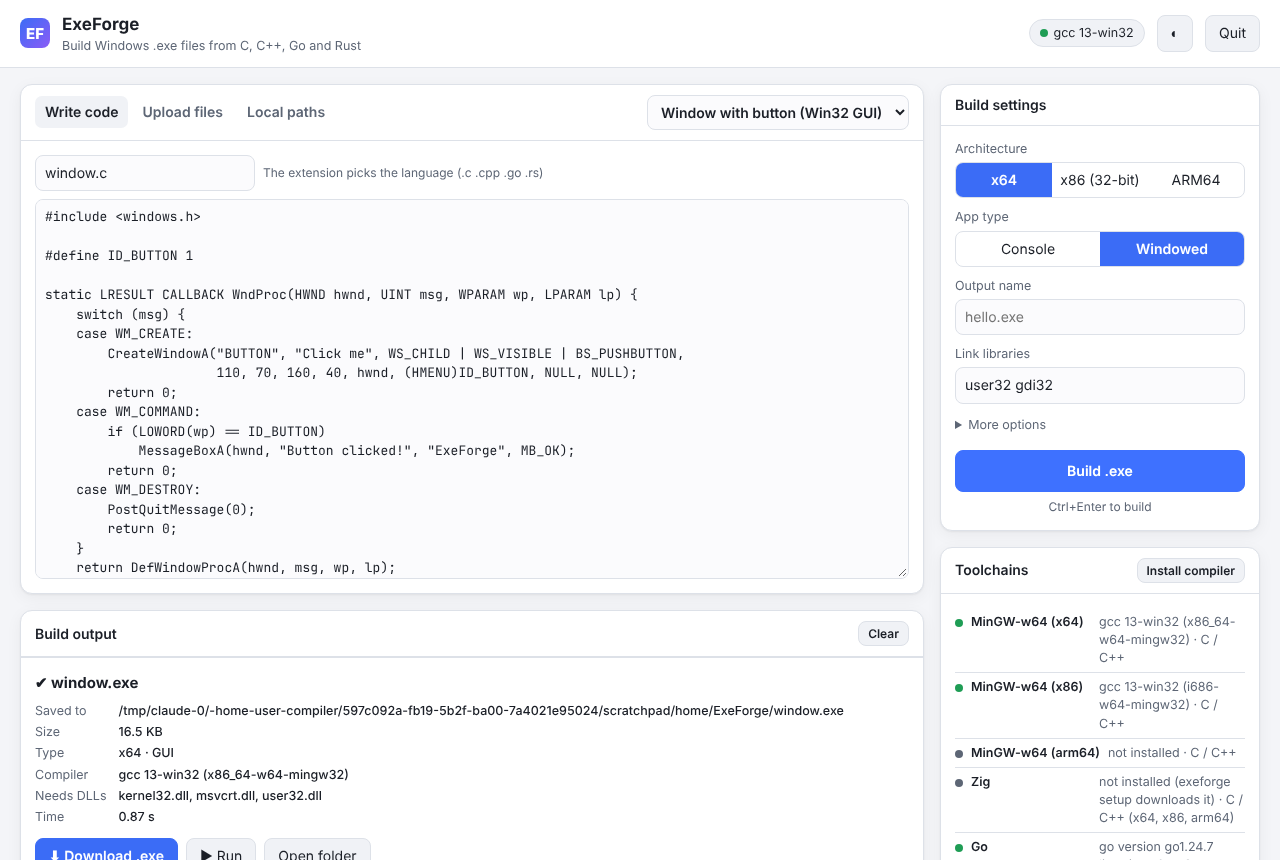 EF
ExeForge
Build Windows .exe files from C, C++, Go and Rust
gcc 13-win32
Quit
Write code
Upload files
Local paths
Window with button (Win32 GUI)
window.c
The extension picks the language (.c .cpp .go .rs)
#include <windows.h>
#define ID_BUTTON 1
static LRESULT CALLBACK WndProc(HWND hwnd, UINT msg, WPARAM wp, LPARAM lp) {
    switch (msg) {
    case WM_CREATE:
        CreateWindowA("BUTTON", "Click me", WS_CHILD | WS_VISIBLE | BS_PUSHBUTTON,
                      110, 70, 160, 40, hwnd, (HMENU)ID_BUTTON, NULL, NULL);
        return 0;
    case WM_COMMAND:
        if (LOWORD(wp) == ID_BUTTON)
            MessageBoxA(hwnd, "Button clicked!", "ExeForge", MB_OK);
        return 0;
    case WM_DESTROY:
        PostQuitMessage(0);
        return 0;
    }
    return DefWindowProcA(hwnd, msg, wp, lp);
Build output
Clear
✔ window.exe
Saved to /tmp/claude-0/-home-user-compiler/597c092a-fb19-5b2f-ba00-7a4021e95024/scratchpad/home/ExeForge/window.exe
Size 16.5 KB
Type x64 · GUI
Compiler gcc 13-win32 (x86_64-w64-mingw32)
Needs DLLs kernel32.dll, msvcrt.dll, user32.dll
Time 0.87 s
⬇ Download .exe
▶ Run
Open folder
Build settings
Architecture
x64
x86 (32-bit)
ARM64
App type
Console
Windowed
Output name
hello.exe
Link libraries
user32 gdi32
▶ More options
Build .exe
Ctrl+Enter to build
Toolchains
Install compiler
MinGW-w64 (x64)
gcc 13-win32 (x86_64-
w64-mingw32) · C /
C++
MinGW-w64 (x86)
gcc 13-win32 (i686-
w64-mingw32) · C /
C++
MinGW-w64 (arm64)
not installed · C / C++
Zig
not installed (exeforge
setup downloads it) · C /
C++ (x64, x86, arm64)
Go
go version go1.24.7